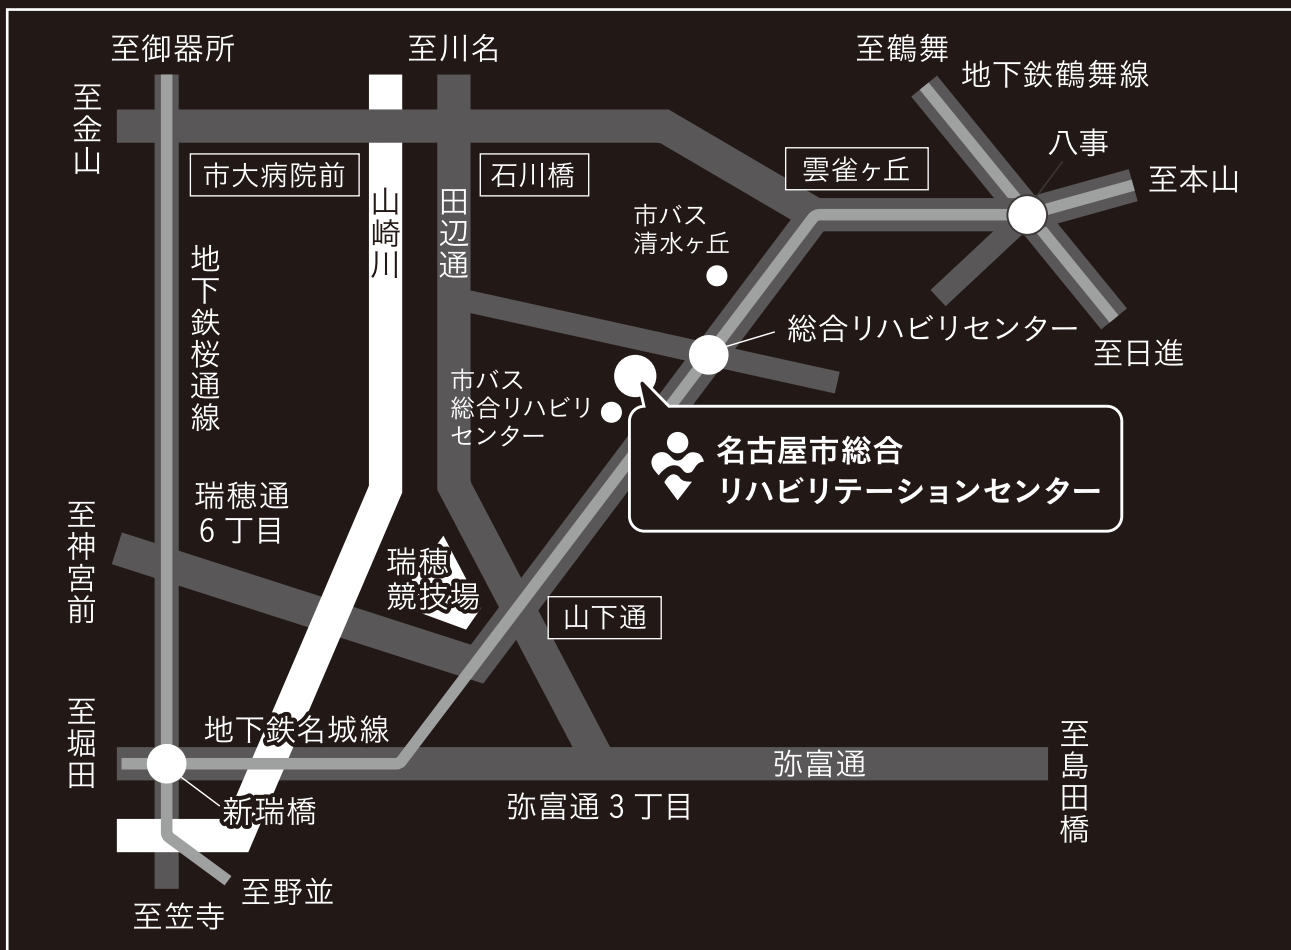 至御器所
至川名
至鶴舞
地下鉄鶴舞線
至金山
八事
市大病院前
石川橋
雲雀ヶ丘
至本山
山崎川
田辺通
市バス
清水ヶ丘
地下鉄桜通線
総合リハビリセンター
至日進
市バス
総合リハビリ
センター
名古屋市総合
リハビリテーションセンター
瑞穂通
6丁目
至神宮前
瑞穂
競技場
山下通
至堀田
地下鉄名城線
至島田橋
弥富通
新瑞橋
弥富通3丁目
至野並
至笠寺